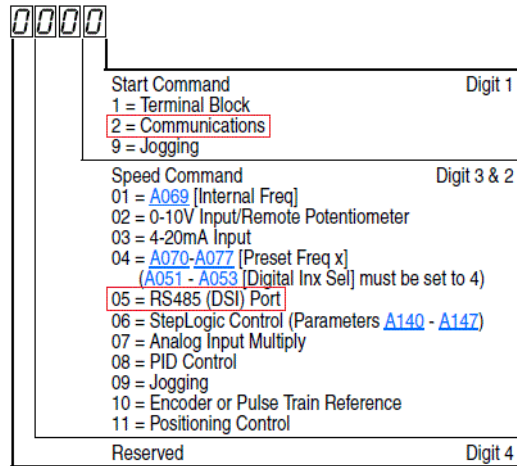 0000
Start Command Digit 1
1 = Terminal Block
2 = Communications
9 = Jogging
Speed Command Digit 3 & 2
01 = A069 [Internal Freq]
02 = 0-10V Input/Remote Potentiometer
03 = 4-20mA Input
04 = A070-A077 [Preset Freq x]
(A051 - A053 [Digital Inx Sel] must be set to 4)
05 = RS485 (DSI) Port
06 = StepLogic Control (Parameters A140 - A147)
07 = Analog Input Multiply
08 = PID Control
09 = Jogging
10 = Encoder or Pulse Train Reference
11 = Positioning Control
Reserved Digit 4